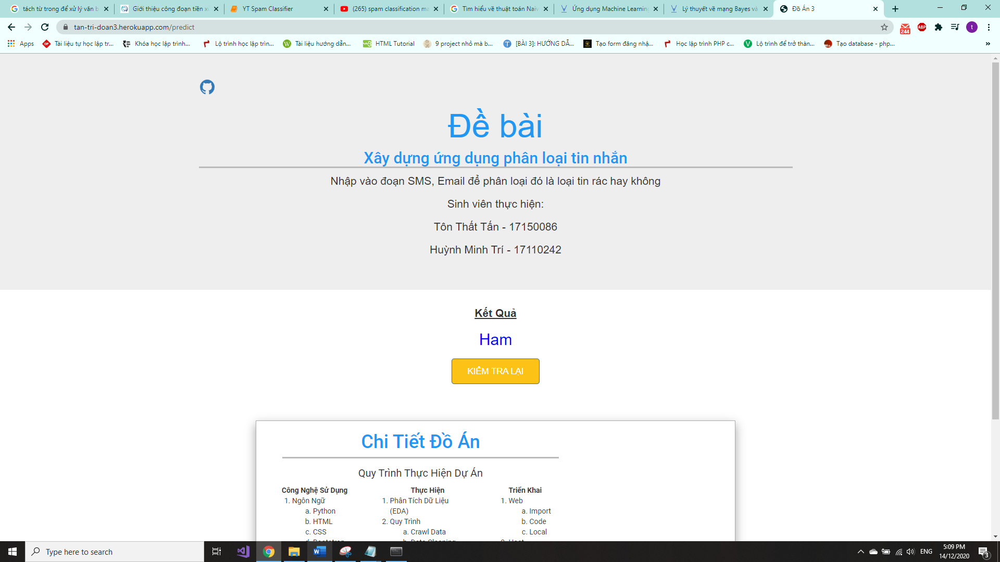 tách từ trong để xử lý văn b
Giới thiệu công đoạn tiền xu
YT Spam Classifier
(265) spam classification ma
Tìm hiểu về thuật toán Naiv
Ứng dụng Machine Learning
Lý thuyết về mạng Bayes và
Đồ Án 3
tan-tri-doan3.herokuapp.com/predict
244
ABP
t
Apps
Tài liệu tự học lập tr...
Khóa học lập trình...
Lộ trình học lập trìn...
Tài liệu hướng dẫn...
HTML Tutorial
9 project nhỏ mà b...
[BÀI 3]: HƯỚNG DẪ...
Tạo form đăng nhậ...
Học lập trình PHP c...
Lộ trình để trở thàn...
Tạo database - php...
Đề bài
Xây dựng ứng dụng phân loại tin nhắn
Nhập vào đoạn SMS, Email để phân loại đó là loại tin rác hay không
Sinh viên thực hiện:
Tôn Thất Tấn - 17150086
Huỳnh Minh Trí - 17110242
Kết Quả
Ham
KIỂM TRA LẠI
Chi Tiết Đồ Án
Quy Trình Thực Hiện Dự Án
Công Nghệ Sử Dụng
1. Ngôn Ngữ
a. Python
b. HTML
c. CSS
d. Bootstrap
Thực Hiện
1. Phân Tích Dữ Liệu
(EDA)
2. Quy Trình
a. Crawl Data
b. Data Cleaning
Triển Khai
1. Web
a. Import
b. Code
c. Local
2. Host
Type here to search
ENG
5:09 PM
14/12/2020
3